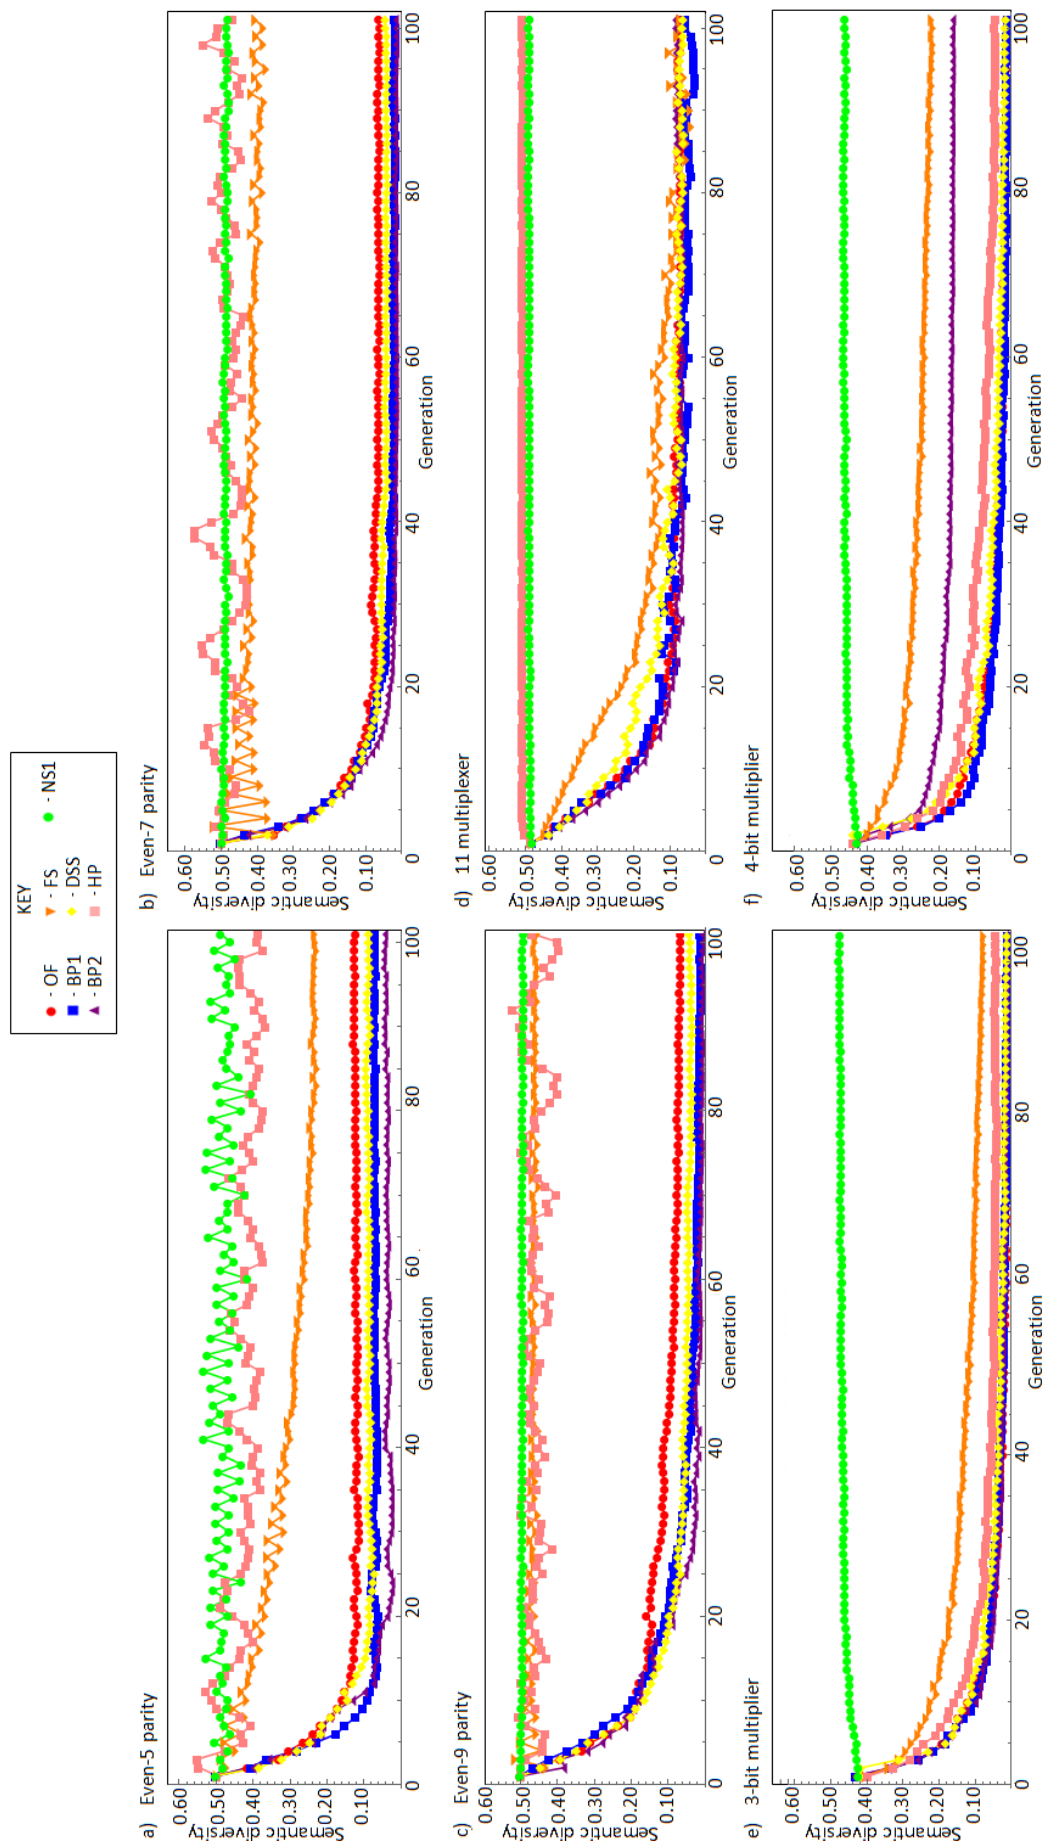 KEY
OF
FS
NS1
BP1
DSS
BP2
HP
a) Even-5 parity
Semantic diversity
0.60
0.50
0.40
0.30
0.20
0.10
0
20
40
60
80
100
Generation
b) Even-7 parity
Semantic diversity
0.60
0.50
0.40
0.30
0.20
0.10
0
20
40
60
80
100
Generation
c) Even-9 parity
Semantic diversity
0.60
0.50
0.40
0.30
0.20
0.10
0
20
40
60
80
100
Generation
d) 11 multiplexer
Semantic diversity
0.60
0.50
0.40
0.30
0.20
0.10
0
20
40
60
80
100
Generation
e) 3-bit multiplier
Semantic diversity
0.60
0.50
0.40
0.30
0.20
0.10
0
20
40
60
80
100
Generation
f) 4-bit multiplier
Semantic diversity
0.60
0.50
0.40
0.30
0.20
0.10
0
20
40
60
80
100
Generation